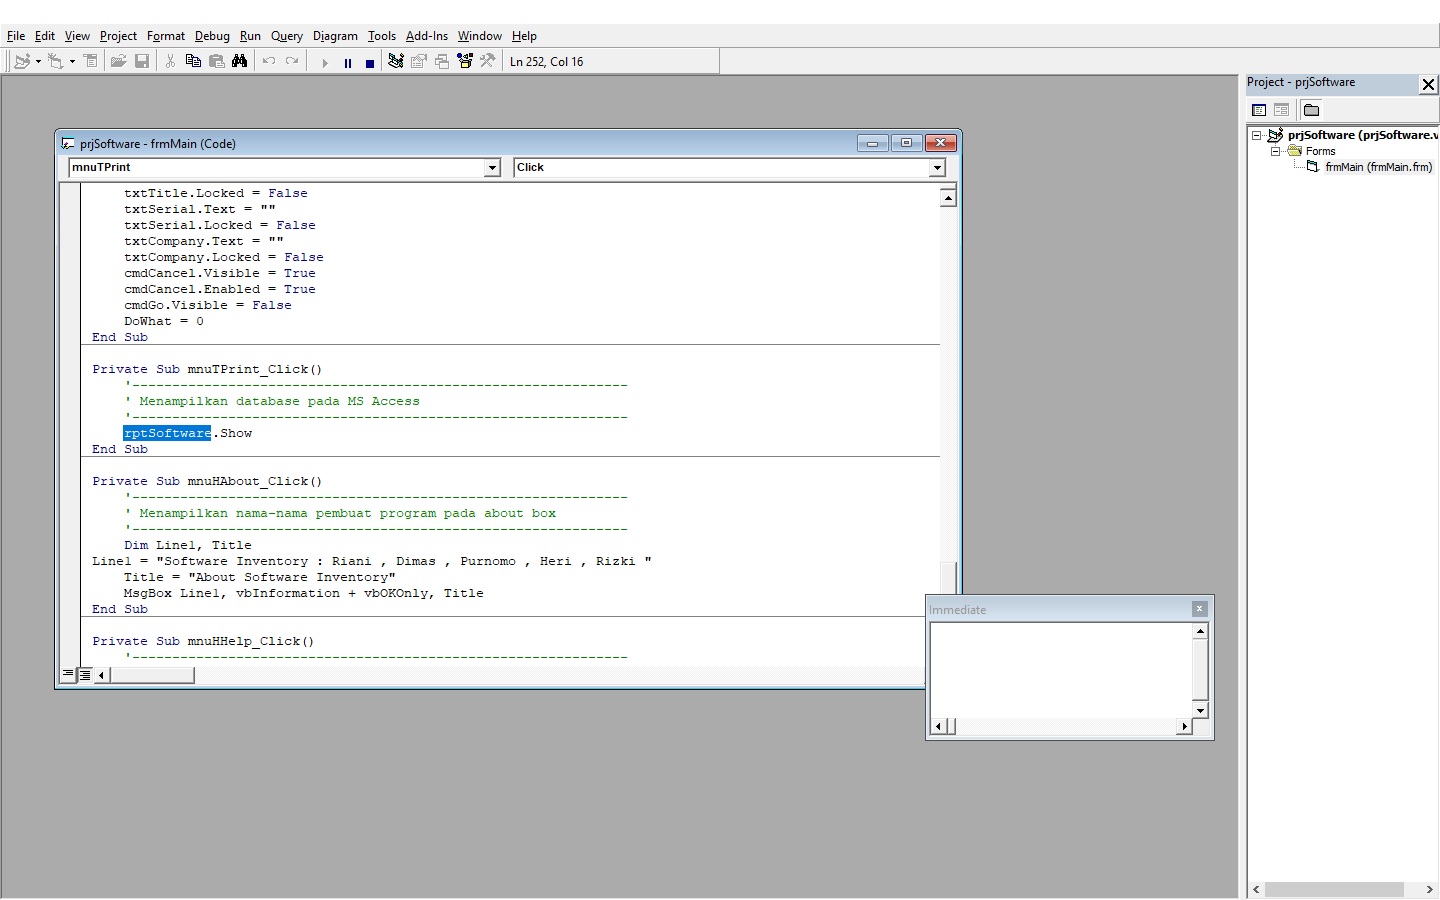 File Edit View Project Format Debug Run Query Diagram Tools Add-Ins Window Help
Ln 252, Col 16
Project - prjSoftware
prjSoftware (prjSoftware.v
Forms
frmMain (frmMain.frm)
prjSoftware - frmMain (Code)
mnuTPrint Click
txtTitle.Locked = False
txtSerial.Text = ""
txtSerial.Locked = False
txtCompany.Text = ""
txtCompany.Locked = False
cmdCancel.Visible = True
cmdCancel.Enabled = True
cmdGo.Visible = False
DoWhat = 0
End Sub
Private Sub mnuTPrint_Click()
'--------------------------------------------------------------
' Menampilkan database pada MS Access
'--------------------------------------------------------------
rptSoftware.Show
End Sub
Private Sub mnuHAbout_Click()
'--------------------------------------------------------------
' Menampilkan nama-nama pembuat program pada about box
'--------------------------------------------------------------
Dim Line1, Title
Line1 = "Software Inventory : Riani , Dimas , Purnomo , Heri , Rizki "
Title = "About Software Inventory"
MsgBox Line1, vbInformation + vbOKOnly, Title
End Sub
Private Sub mnuHHelp_Click()
'--------------------------------------------------------------
Immediate